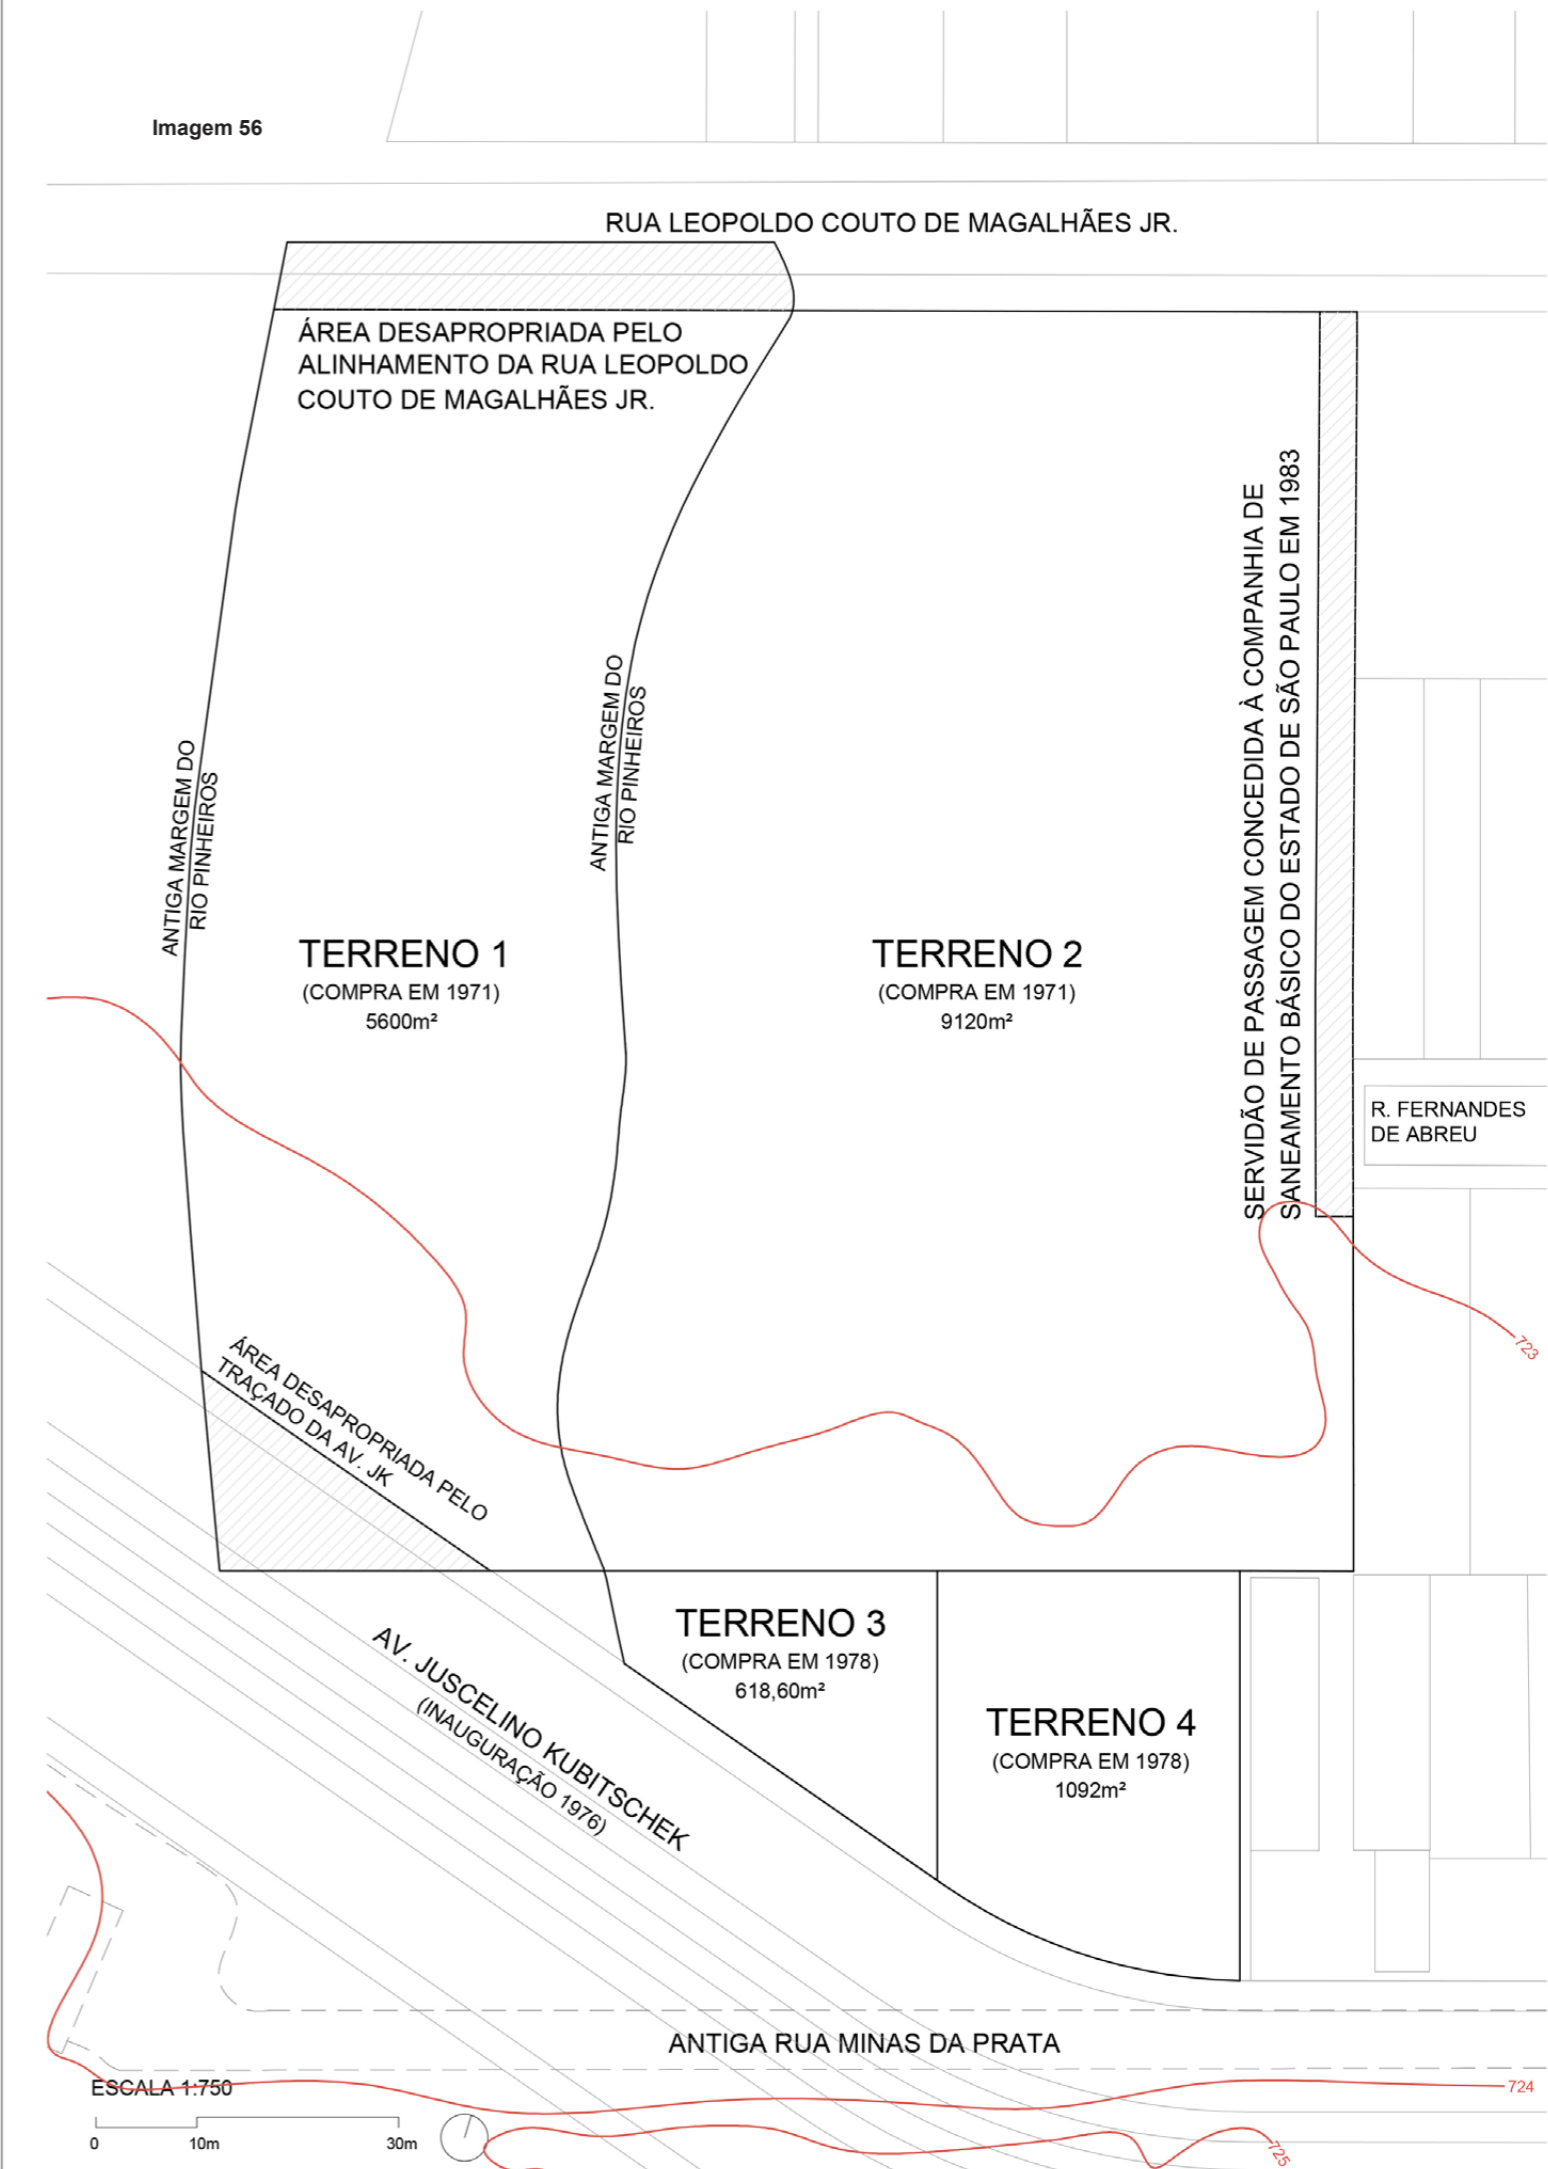 Imagem 56
RUA LEOPOLDO COUTO DE MAGALHÃES JR.
ÁREA DESAPROPRIADA PELO
ALINHAMENTO DA RUA LEOPOLDO
COUTO DE MAGALHÃES JR.
SERVIDÃO DE PASSAGEM CONCEDIDA À COMPANHIA DE
SANEAMENTO BÁSICO DO ESTADO DE SÃO PAULO EM 1983
ANTIGA MARGEM DO
RIO PINHEIROS
ANTIGA MARGEM DO
RIO PINHEIROS
TERRENO 1
(COMPRA EM 1971)
5600m²
TERRENO 2
(COMPRA EM 1971)
9120m²
R. FERNANDES
DE ABREU
723
ÁREA DESAPROPRIADA PELO
TRAÇADO DA AV. JK
TERRENO 3
(COMPRA EM 1978)
618,60m²
TERRENO 4
(COMPRA EM 1978)
1092m²
AV. JUSCELINO KUBITSCHEK
(INAUGURAÇÃO 1976)
ANTIGA RUA MINAS DA PRATA
ESCALA 1:750
724
0 10m 30m
725